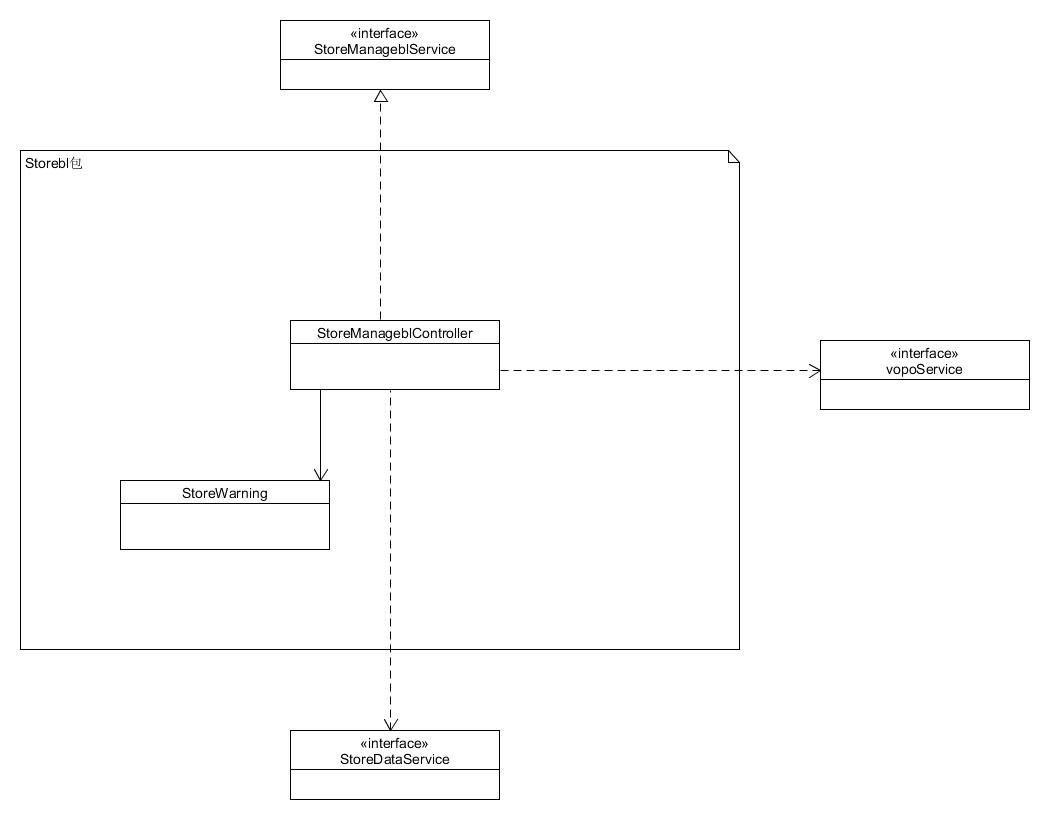 «interface»
StoreManageblService
Storebl包
StoreManageblController
«interface»
vopoService
StoreWarning
«interface»
StoreDataService